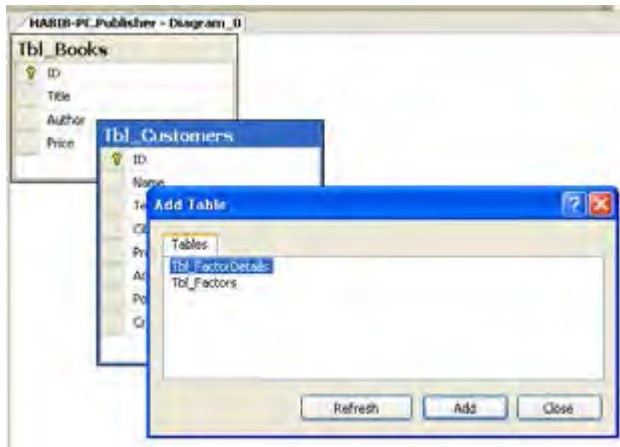 HABIB-PC.Publisher - Diagram_0
Tbl_Books
ID
Title
Author
Price
Tbl_Customers
ID
Name
Add Table
Tables
Tbl_FactorDetails
Tbl_Factors
Refresh
Add
Close